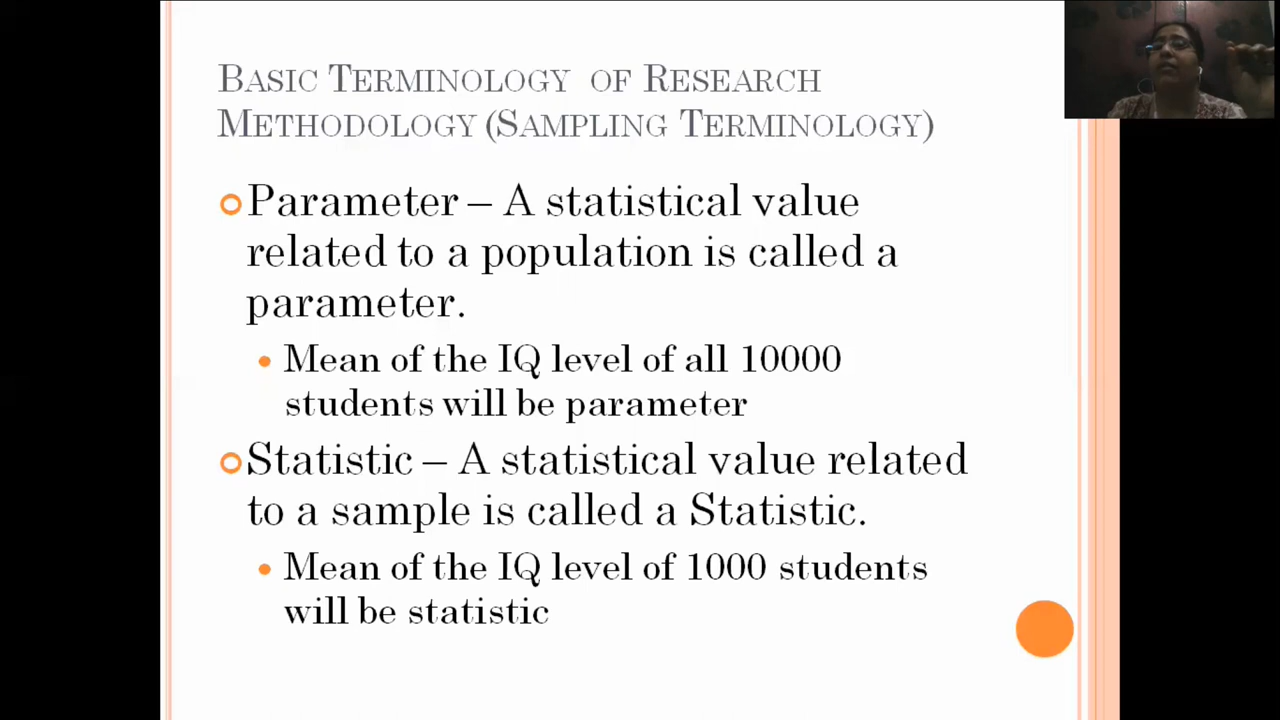 BASIC TERMINOLOGY OF RESEARCH
METHODOLOGY (SAMPLING TERMINOLOGY)
Parameter – A statistical value
related to a population is called a
parameter.
Mean of the IQ level of all 10000
students will be parameter
Statistic – A statistical value related
to a sample is called a Statistic.
Mean of the IQ level of 1000 students
will be statistic